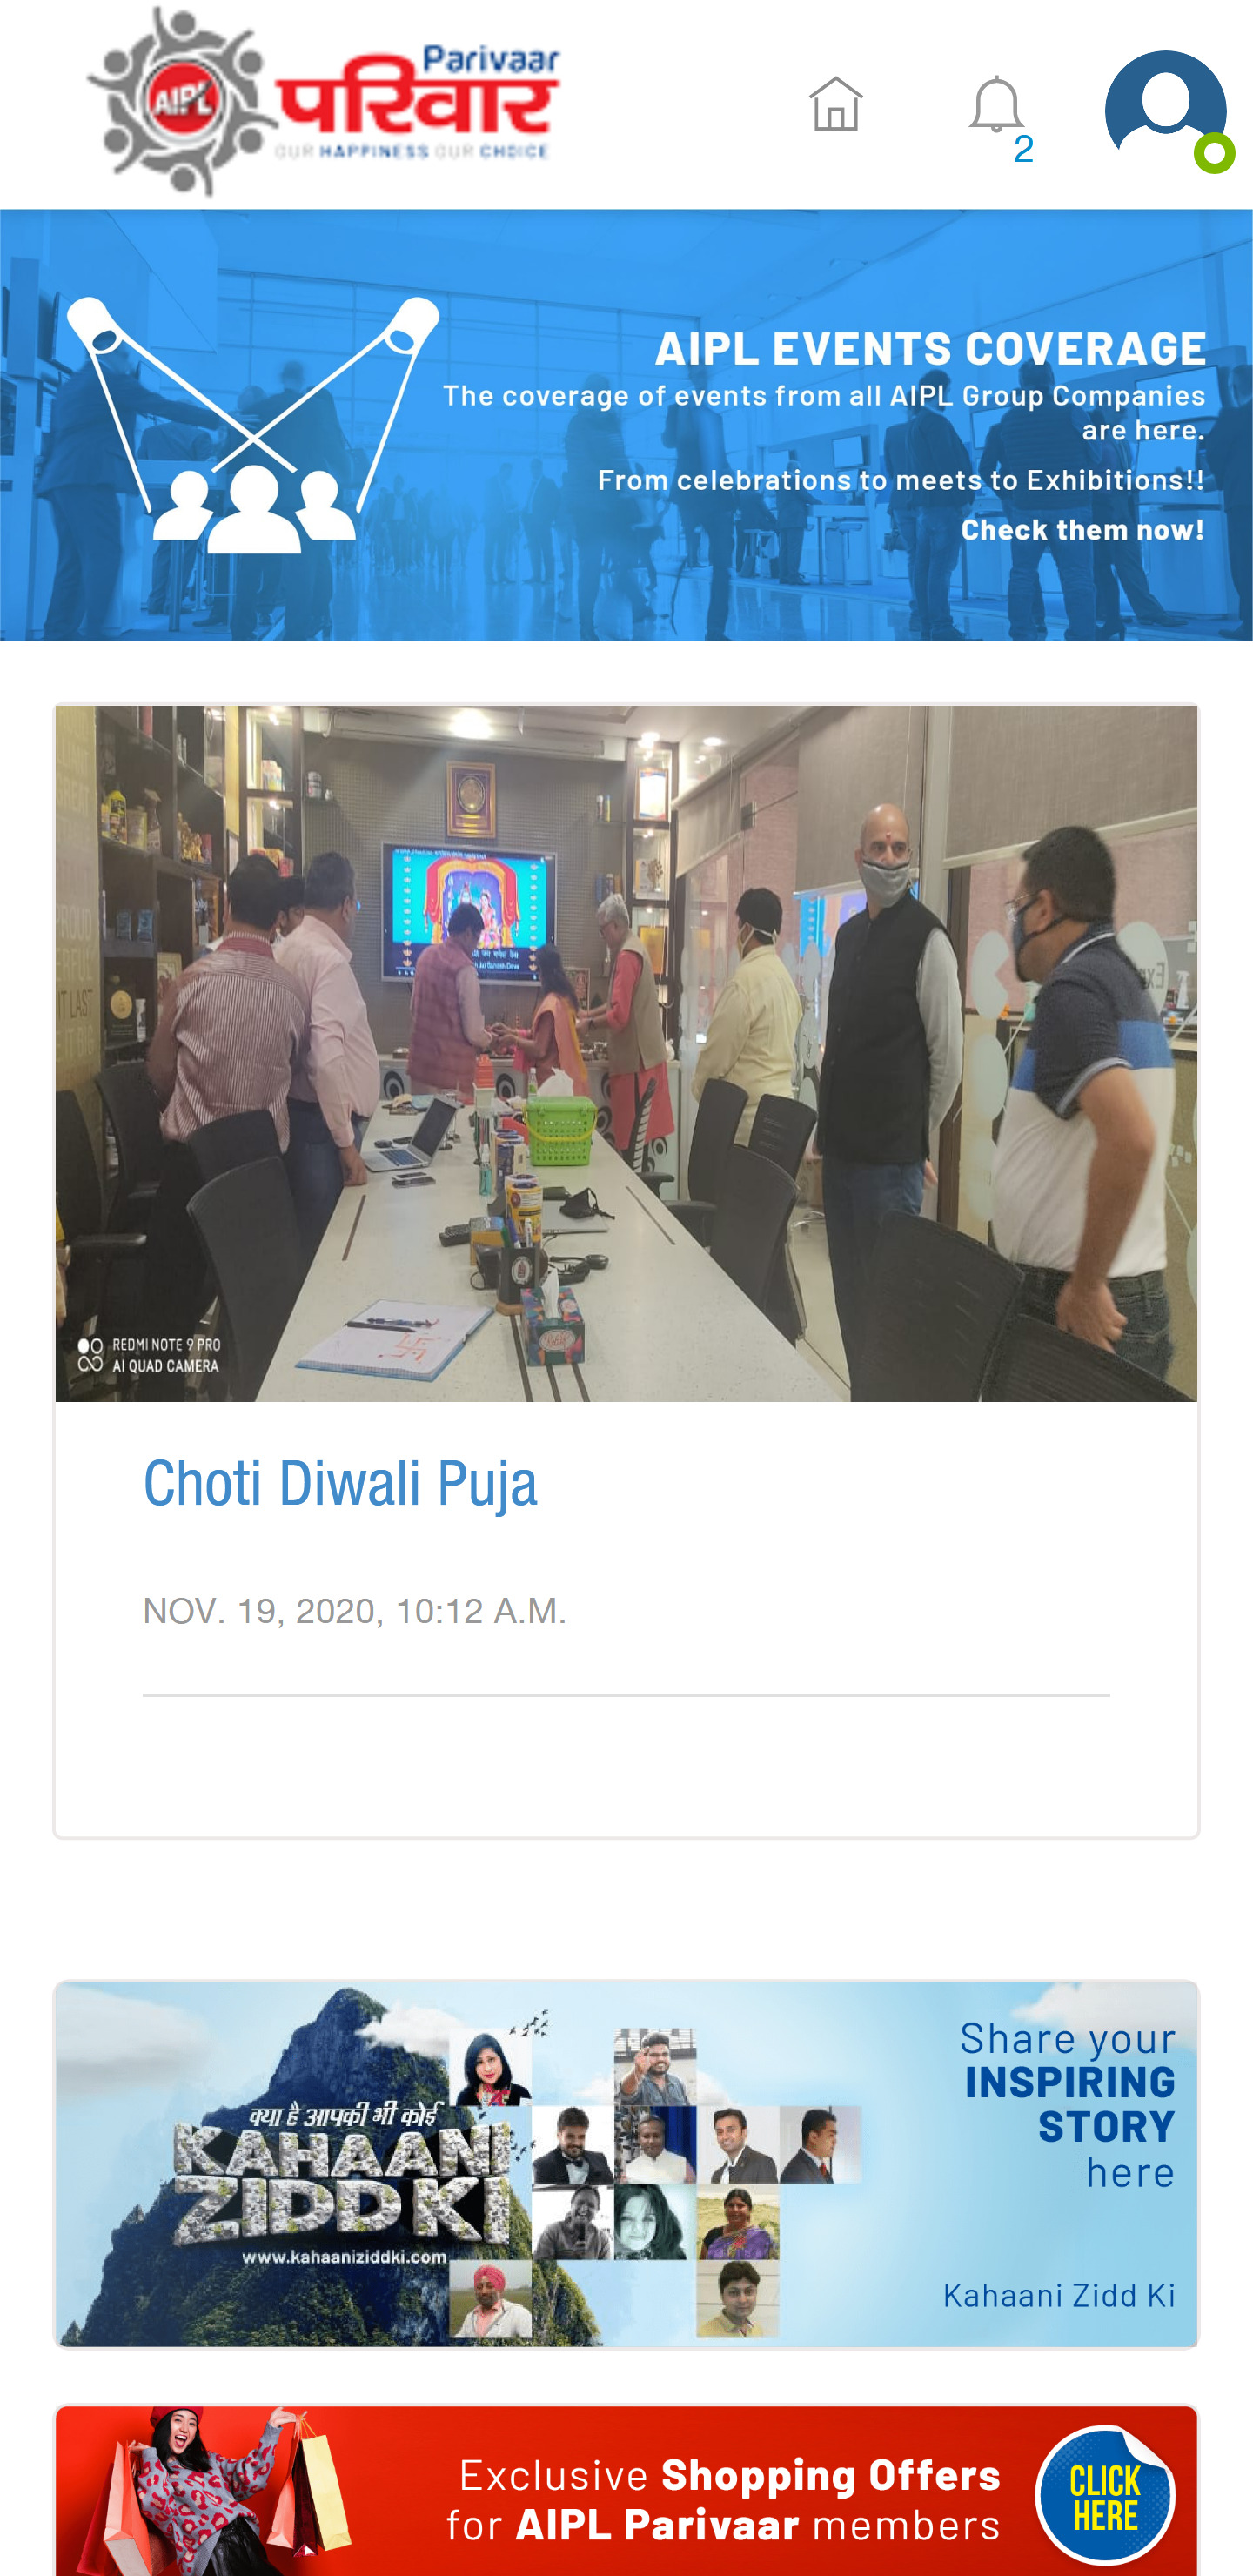 Parivaar
AIPL
परिवार
OUR HAPPINESS OUR CHOICE
2
AIPL EVENTS COVERAGE
The coverage of events from all AIPL Group Companies
are here.
From celebrations to meets to Exhibitions!!
Check them now!
IT LAST
REDMI NOTE 9 PRO
AI QUAD CAMERA
Choti Diwali Puja
NOV. 19, 2020, 10:12 A.M.
क्या है आपकी भी कोई
KAHAANI
ZIDD KI
www.kahaaniziddki.com
Share your
INSPIRING
STORY
here
Kahaani Zidd Ki
Exclusive Shopping Offers
for AIPL Parivaar members
CLICK
HERE